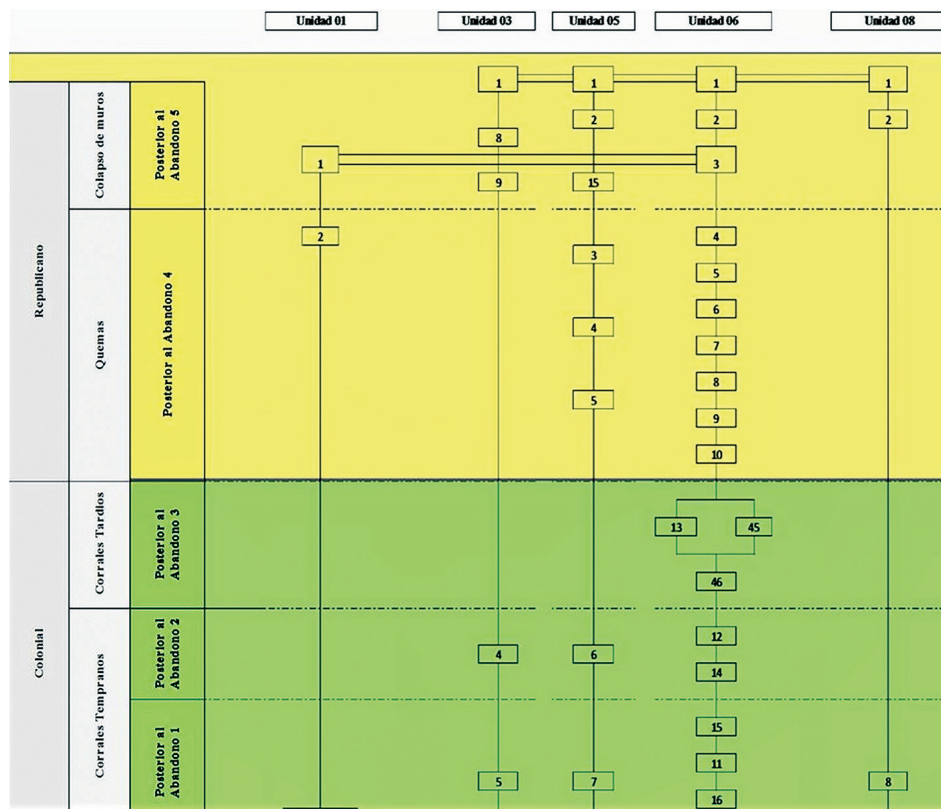 Unidad 01 Unidad 03 Unidad 05 Unidad 06 Unidad 08
Republicano
Colapso de muros
Posterior al
Abandono 5
1 1 1 1
2 2 2
8
1 3
9 15
Quemas
Posterior al Abandono 4
2 4
3
5
6
4
7
8
5
9
10
Colonial
Corrales Tardios
Posterior al
Abandono 3
13 45
46
Corrales Tempranos
Posterior al
Abandono 2
12
4 6
14
Posterior al
Abandono 1
15
11
5 7 8
16